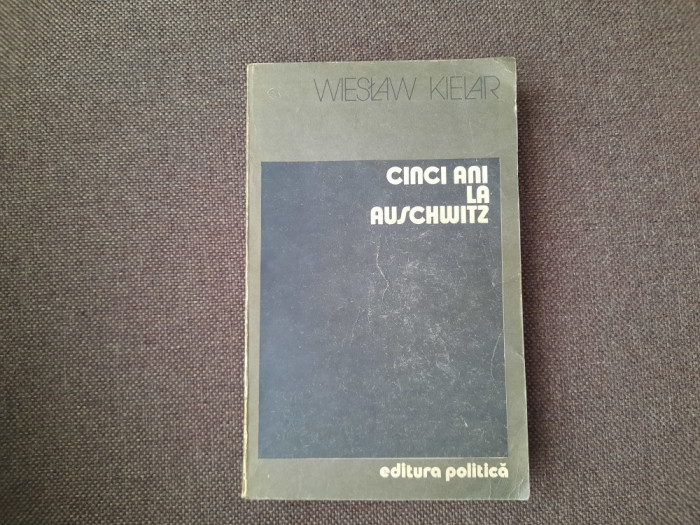 WIESŁAW KIELAR
CINCI ANI
LA
AUSCHWITZ
editura politică